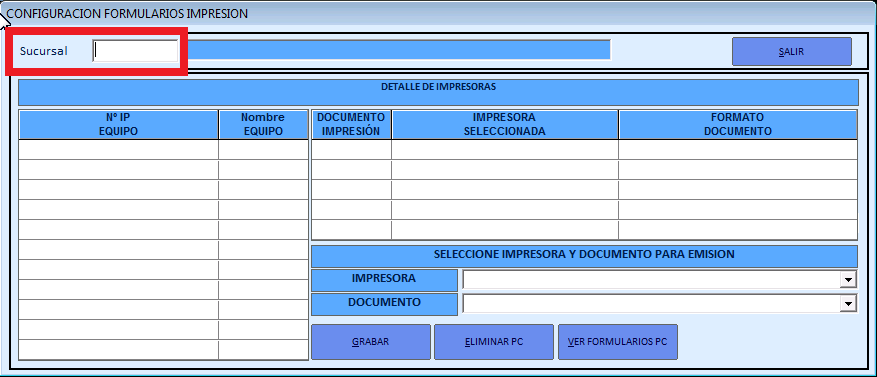 CONFIGURACION FORMULARIOS IMPRESION
Sucursal
SALIR
DETALLE DE IMPRESORAS
Nº IP
EQUIPO
Nombre
EQUIPO
DOCUMENTO
IMPRESIÓN
IMPRESORA
SELECCIONADA
FORMATO
DOCUMENTO
SELECCIONE IMPRESORA Y DOCUMENTO PARA EMISION
IMPRESORA
DOCUMENTO
GRABAR
ELIMINAR PC
VER FORMULARIOS PC